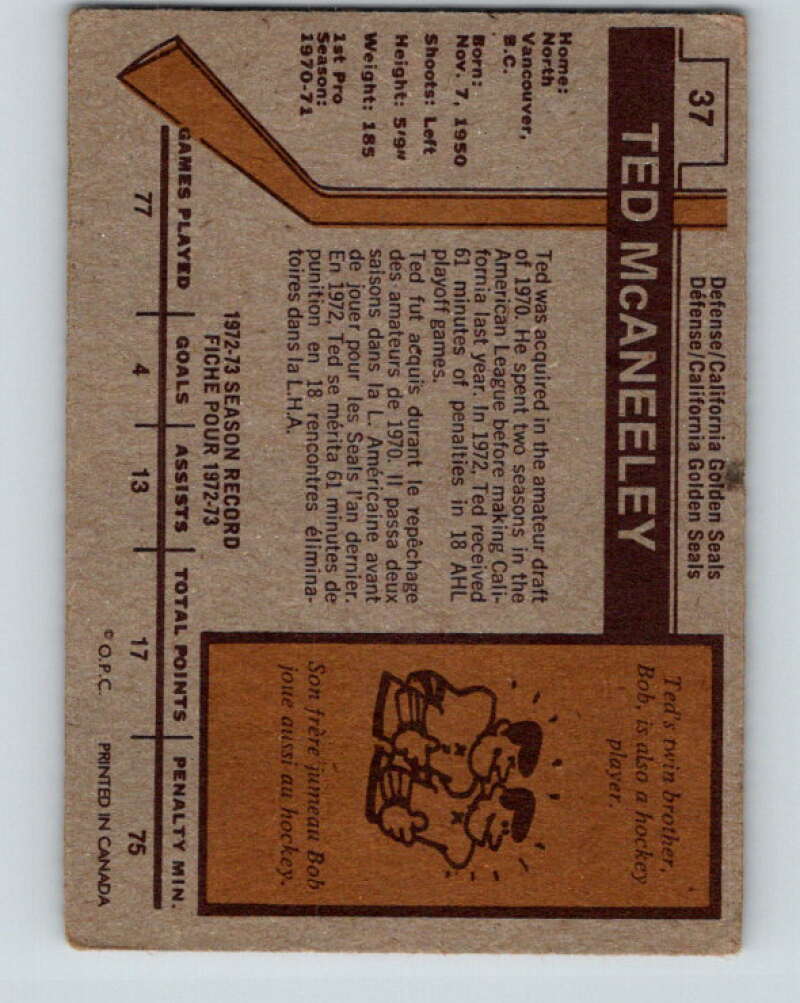 37
Defense/California Golden Seals
Défense/California Golden Seals
TED McANEELEY
Home:
North
Vancouver,
B.C.
Born:
Nov. 7, 1950
Shoots: Left
Height: 5'9"
Weight: 185
1st Pro
Season:
1970-71
Ted was acquired in the amateur draft
of 1970. He spent two seasons in the
American League before making Cali-
fornia last year. In 1972, Ted received
61 minutes of penalties in 18 AHL
playoff games.
Ted fut acquis durant le repêchage
des amateurs de 1970. Il passa deux
saisons dans la L. Américaine avant
de jouer pour les Seals l'an dernier.
En 1972, Ted se mérita 61 minutes de
punition en 18 rencontres élimina-
toires dans la L.H.A.
Ted's twin brother,
Bob, is also a hockey
player.
Son frère jumeau Bob
joue aussi au hockey.
1972-73 SEASON RECORD
FICHE POUR 1972-73
GAMES PLAYED GOALS ASSISTS TOTAL POINTS PENALTY MIN.
77 4 13 17 75
© O.P.C. PRINTED IN CANADA